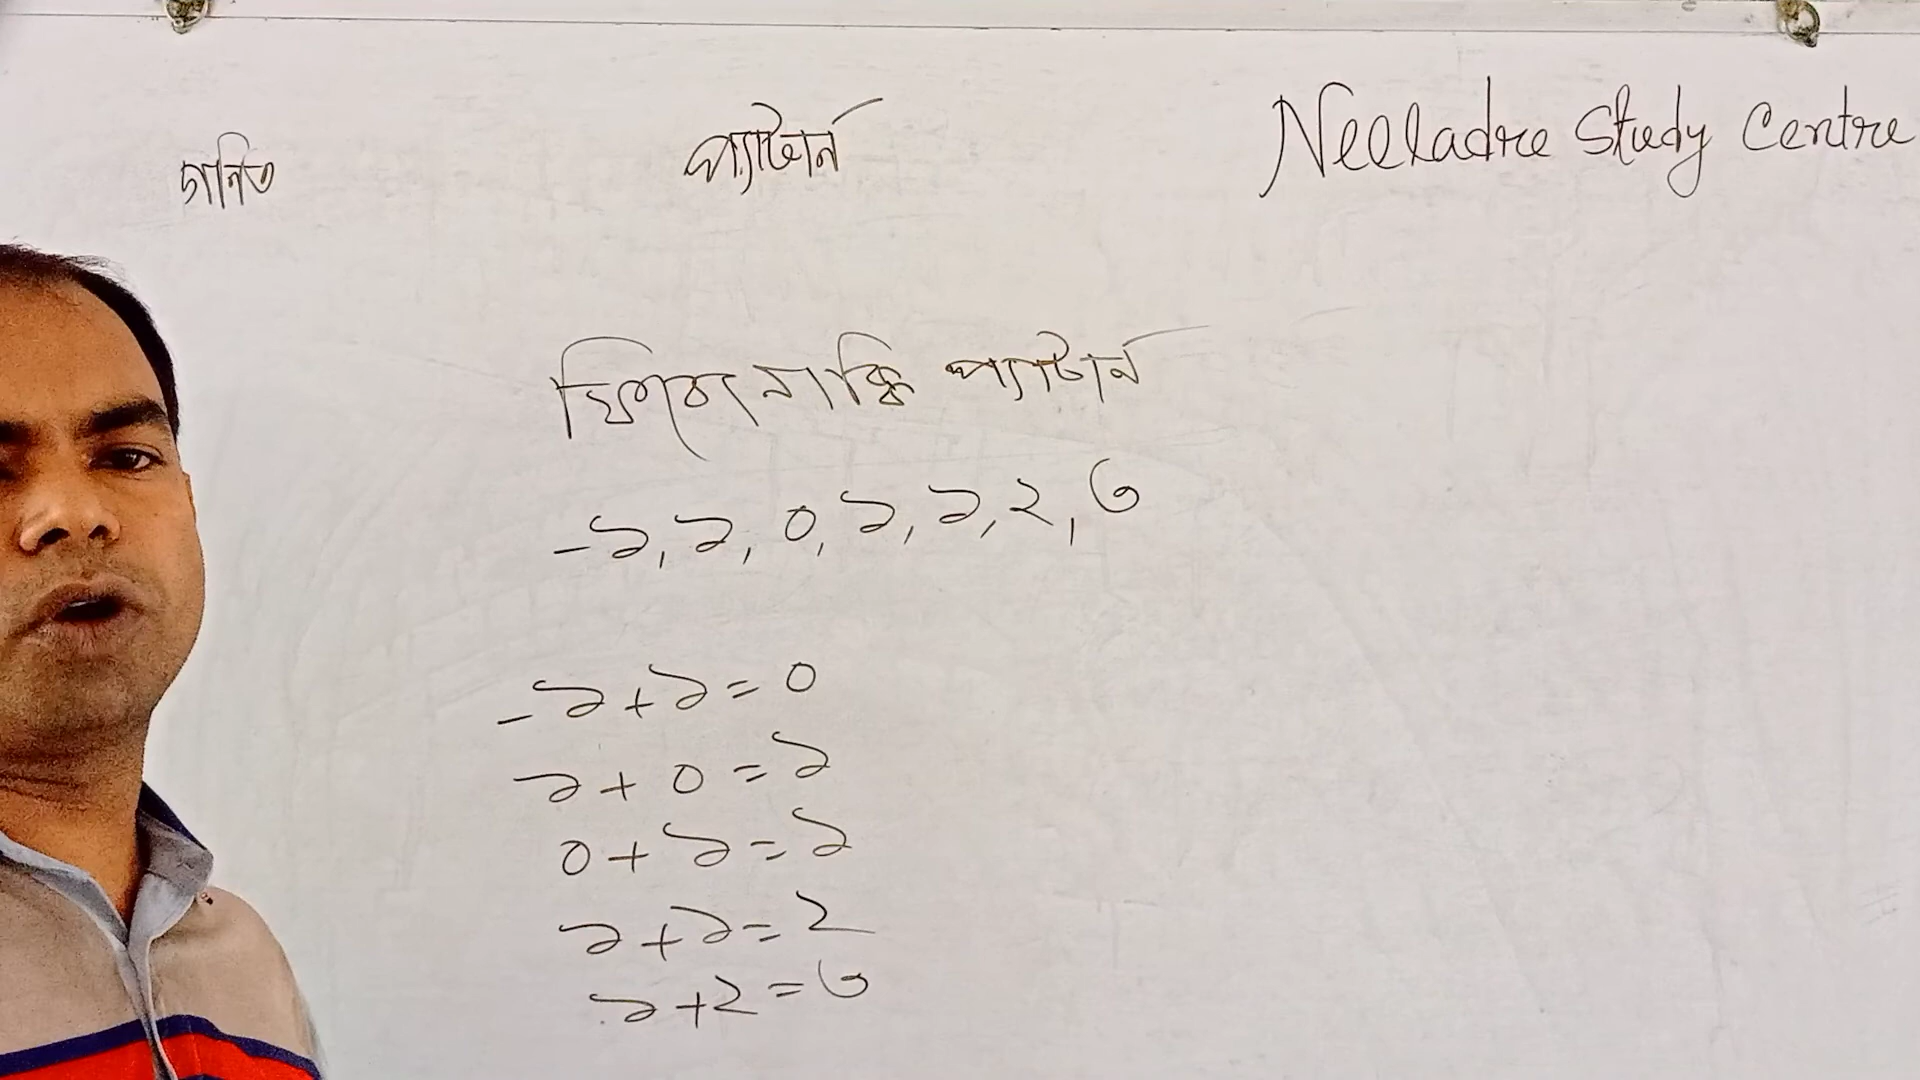 গনিত প্যাটার্ন Neeladre Study Centre
ফিবোনাক্কি প্যাটার্ন
-১, ১, ০, ১, ১, ২, ৩
-১+১=০
১+০=১
০+১=১
১+১=২
১+২=৩